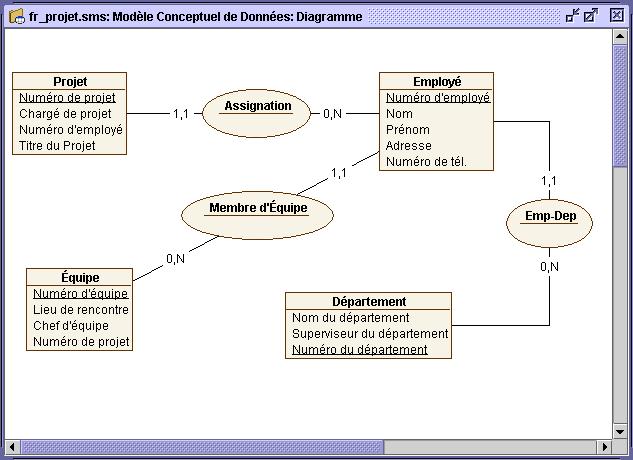 fr_projet.sms: Modèle Conceptuel de Données: Diagramme
Projet
Numéro de projet
Chargé de projet
Numéro d'employé
Titre du Projet
1,1
Assignation
0,N
Employé
Numéro d'employé
Nom
Prénom
Adresse
Numéro de tél.
1,1
Membre d'Équipe
0,N
1,1
Emp-Dep
0,N
Équipe
Numéro d'équipe
Lieu de rencontre
Chef d'équipe
Numéro de projet
Département
Nom du département
Superviseur du département
Numéro du département